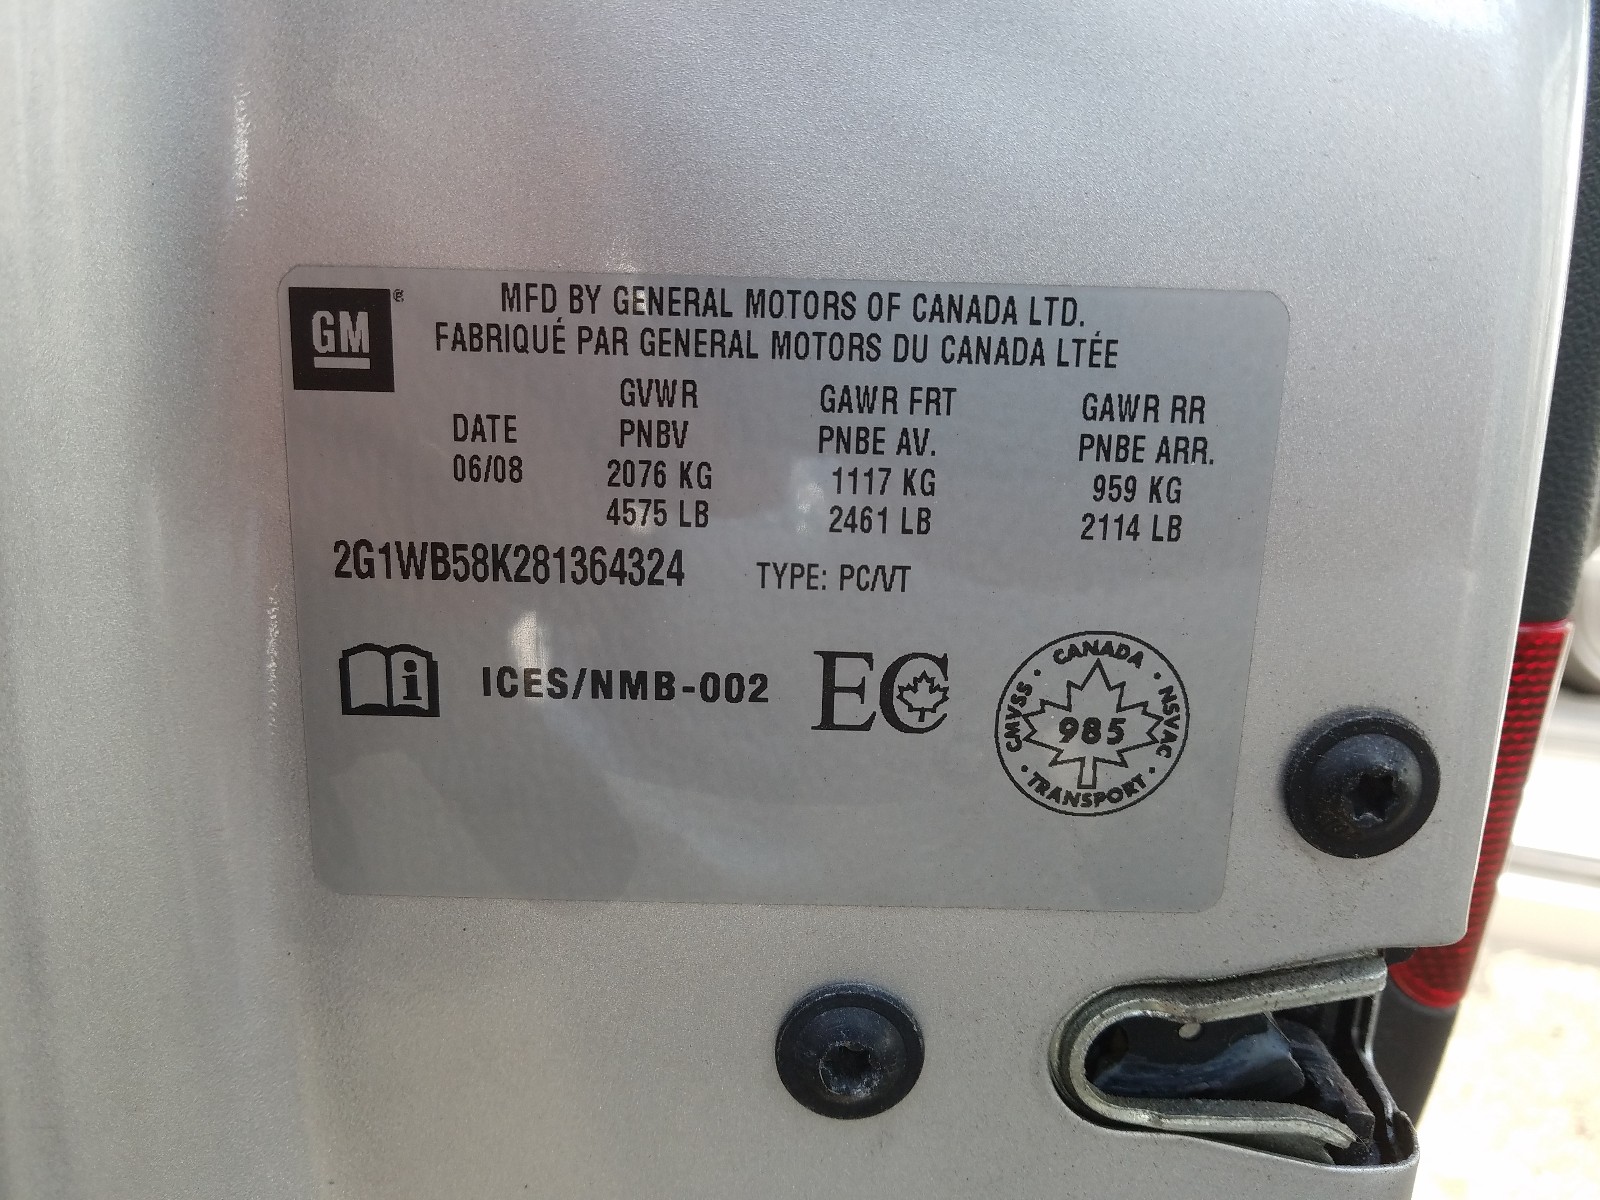 GM®
MFD BY GENERAL MOTORS OF CANADA LTD.
FABRIQUÉ PAR GENERAL MOTORS DU CANADA LTÉE
GVWR GAWR FRT GAWR RR
DATE PNBV PNBE AV. PNBE ARR.
06/08 2076 KG 1117 KG 959 KG
4575 LB 2461 LB 2114 LB
2G1WB58K281364324 TYPE: PC/VT
i ICES/NMB-002 EC
CANADA
CMVSS 985 NSVAC
TRANSPORT